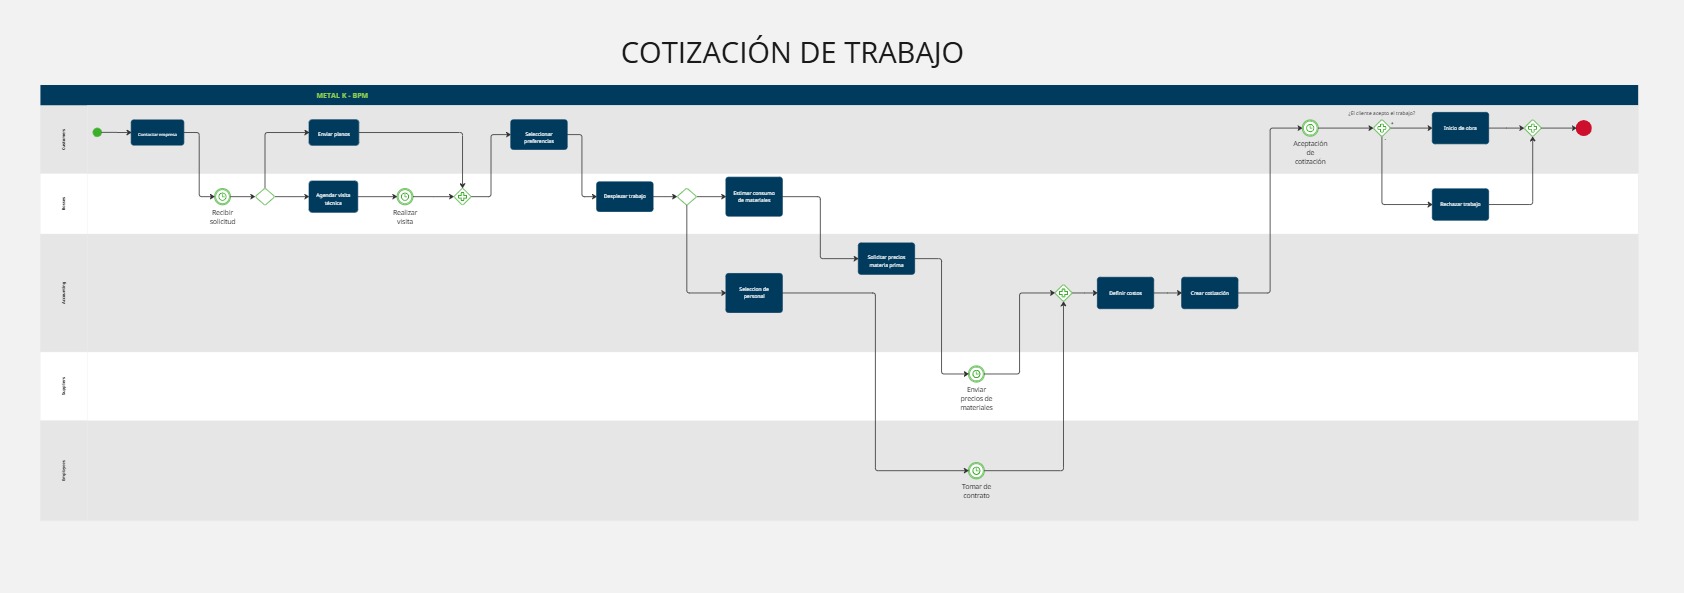 COTIZACIÓN DE TRABAJO
METAL K - BPM
Customers
Contactar empresa
Enviar planos
Seleccionar
preferencias
Aceptación
de
cotización
¿El cliente acepto el trabajo?
Inicio de obra
Recibir
solicitud
Agendar visita
técnica
Realizar
visita
Despiezar trabajo
Estimar consumo
de materiales
Rechazar trabajo
Accounting
Solicitar precios
materia prima
Seleccion de
personal
Definir costos
Crear cotización
Suppliers
Enviar
precios de
materiales
Employees
Tomar de
contrato